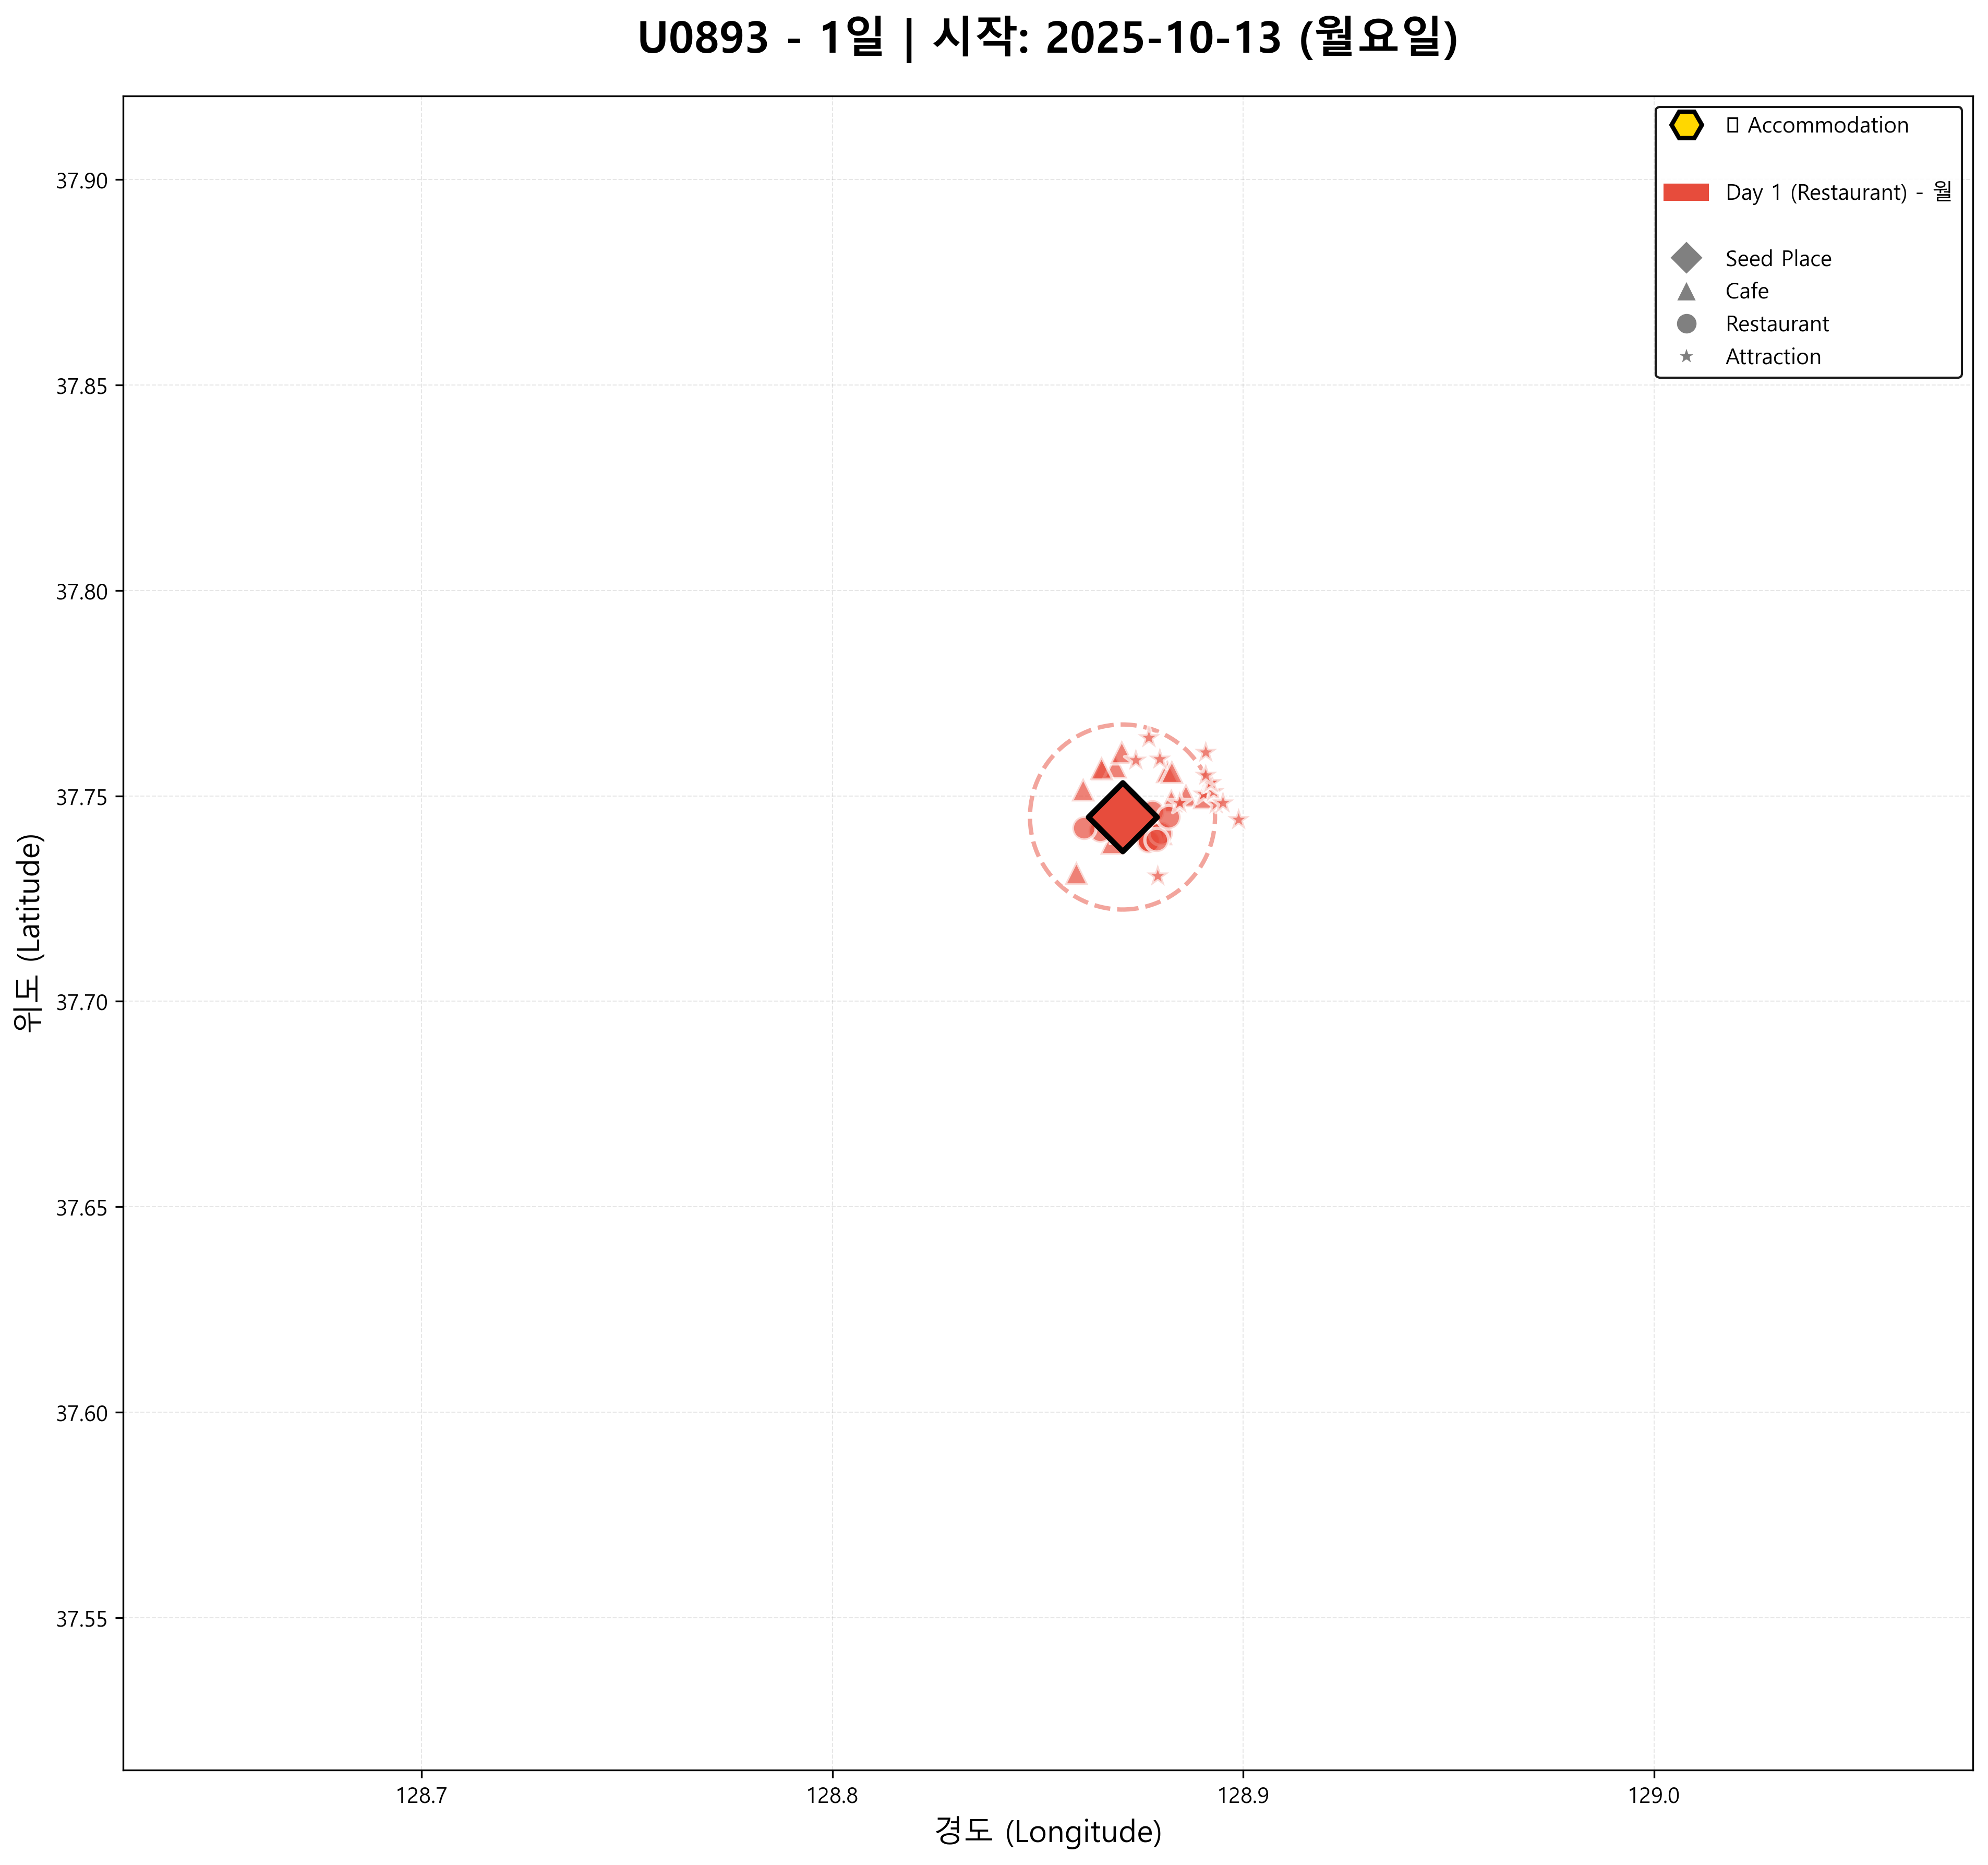 U0893 - 1일 | 시작: 2025-10-13 (월요일)
Accommodation
Day 1 (Restaurant) - 월
Seed Place
Cafe
Restaurant
Attraction
위도 (Latitude)
37.90
37.85
37.80
37.75
37.70
37.65
37.60
37.55
128.7
128.8
128.9
129.0
경도 (Longitude)